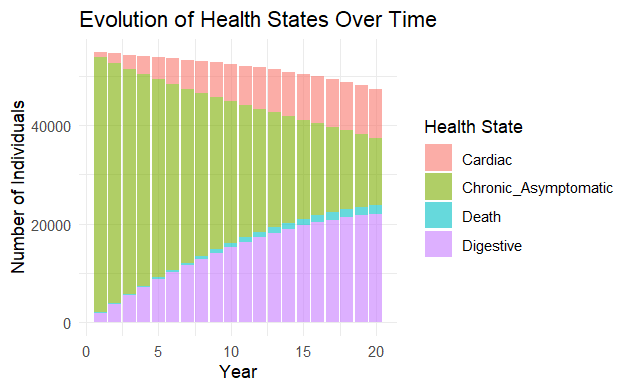 Evolution of Health States Over Time
Number of Individuals
40000
20000
0
0 5 10 15 20
Year
Health State
Cardiac
Chronic_Asymptomatic
Death
Digestive